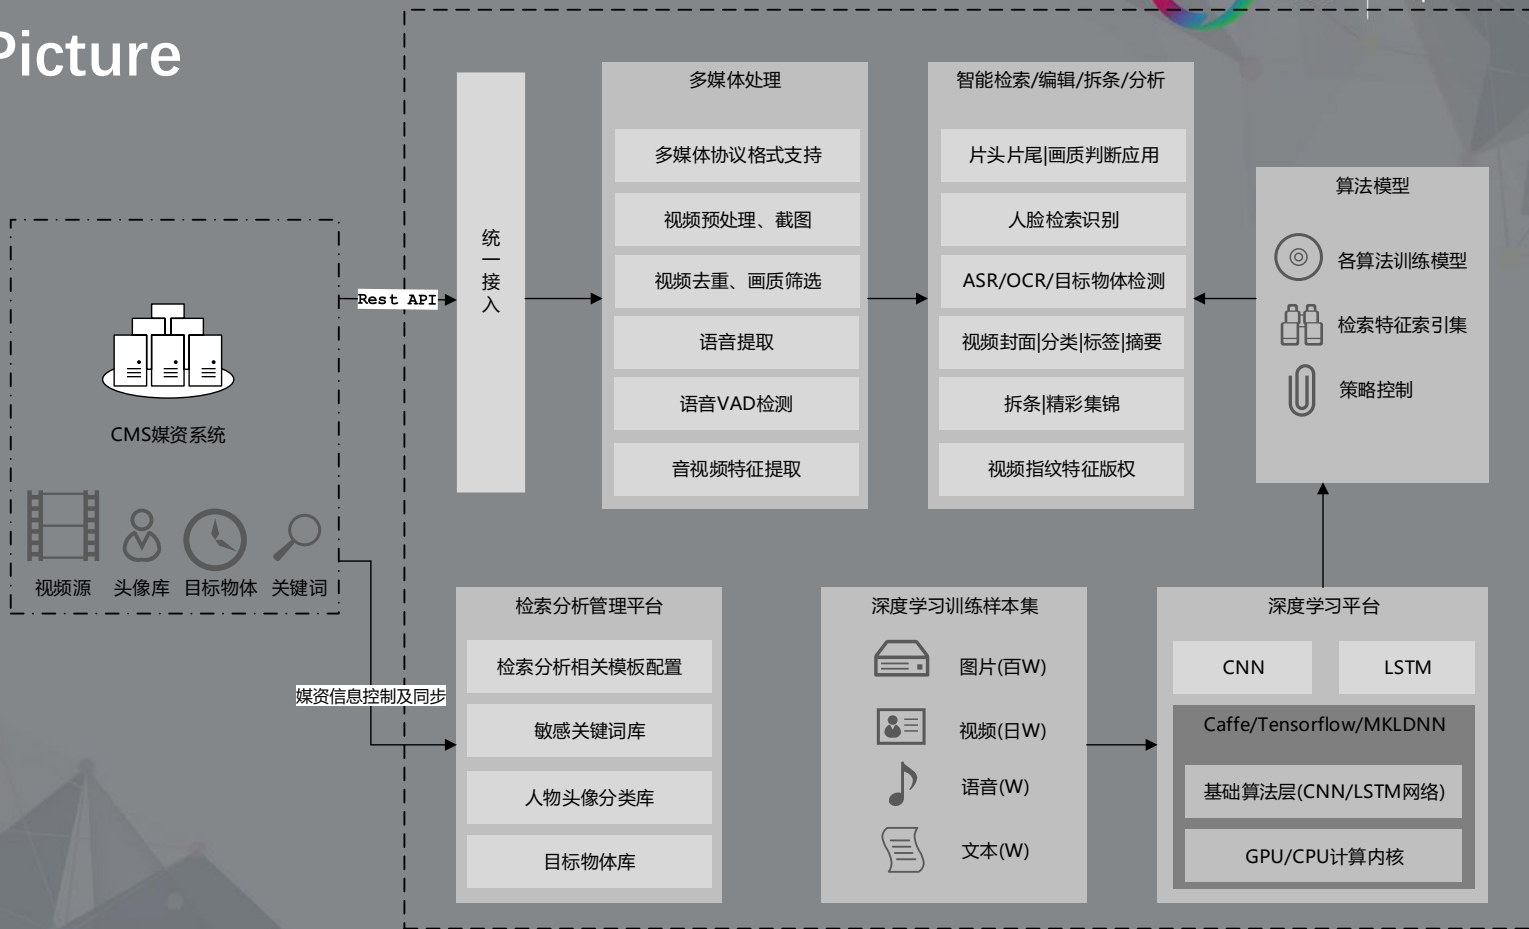 Picture
CMS媒资系统
视频源
头像库
目标物体
关键词
Rest API
媒资信息控制及同步
统一接入
多媒体处理
多媒体协议格式支持
视频预处理、截图
视频去重、画质筛选
语音提取
语音VAD检测
音视频特征提取
智能检索/编辑/拆条/分析
片头片尾|画质判断应用
人脸检索识别
ASR/OCR/目标物体检测
视频封面|分类|标签|摘要
拆条|精彩集锦
视频指纹特征版权
算法模型
各算法训练模型
检索特征索引集
策略控制
检索分析管理平台
检索分析相关模板配置
敏感关键词库
人物头像分类库
目标物体库
深度学习训练样本集
图片(百W)
视频(日W)
语音(W)
文本(W)
深度学习平台
CNN
LSTM
Caffe/Tensorflow/MKLDNN
基础算法层(CNN/LSTM网络)
GPU/CPU计算内核